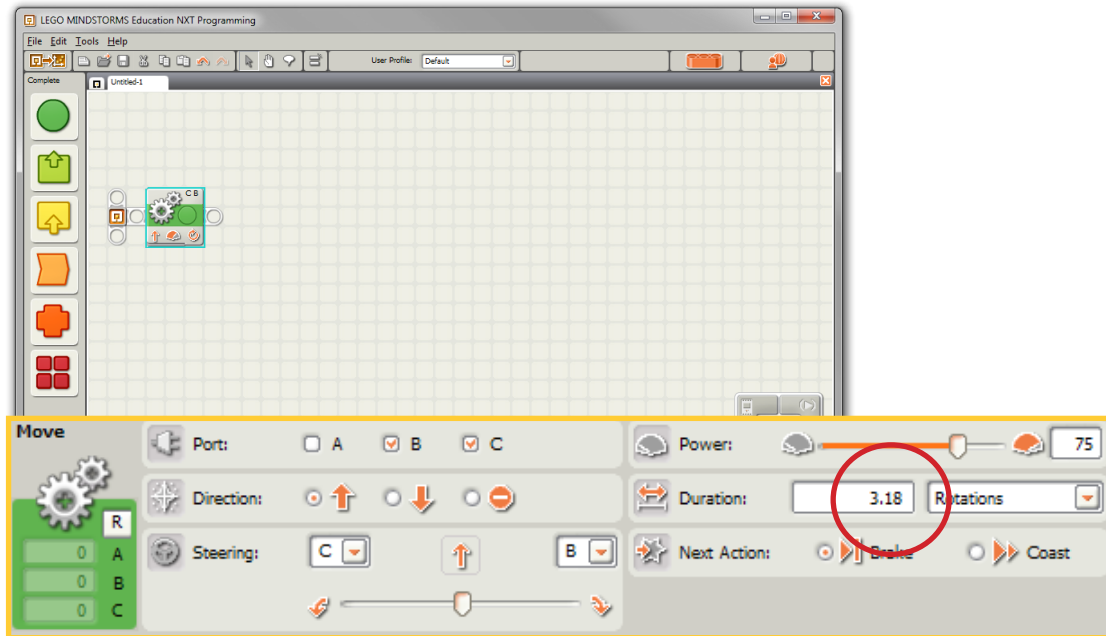 LEGO MINDSTORMS Education NXT Programming
File Edit Tools Help
User Profile: Default
Complete
Untitled-1
C B
Move
Port: A B C
Power: 75
Direction:
Duration: 3.18 Rotations
R
Steering: C B
Next Action: Brake Coast
0 A
0 B
0 C